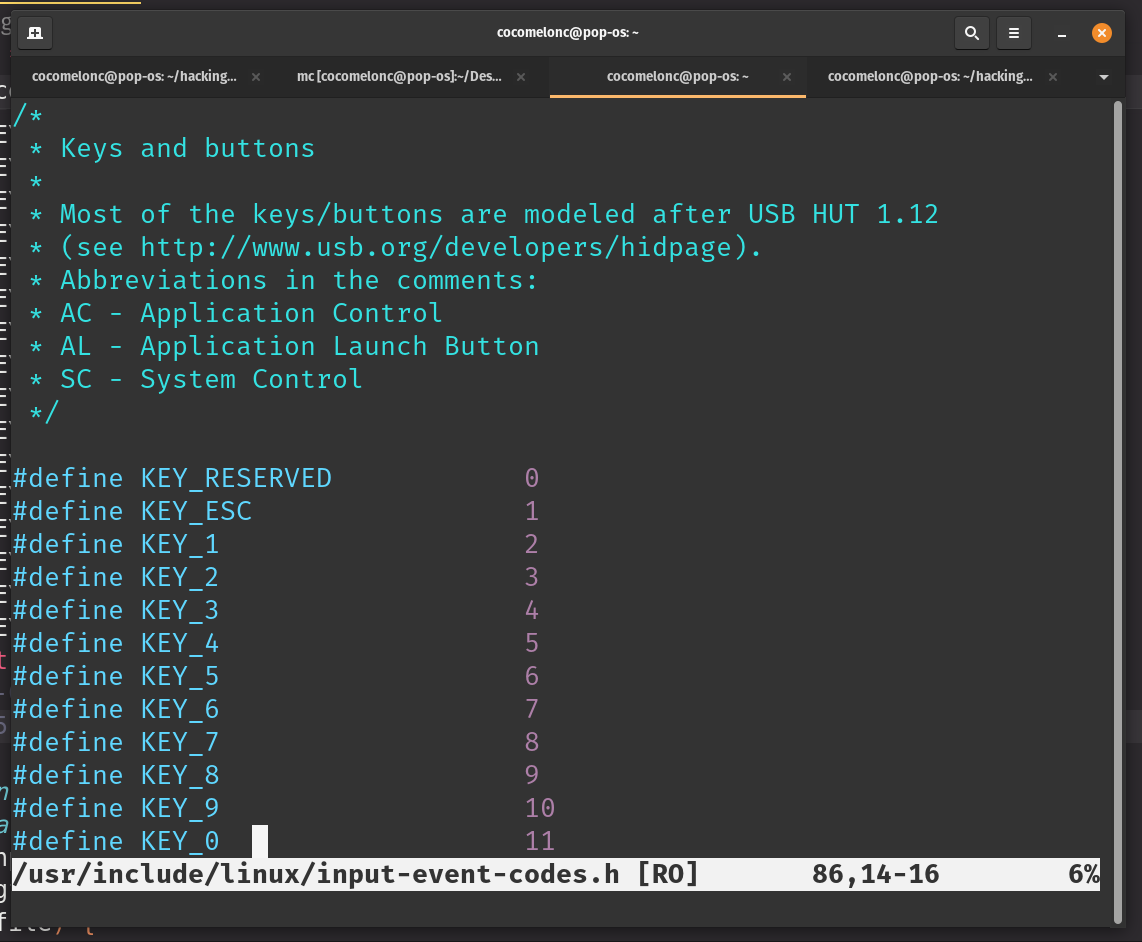 cocomelonc@pop-os: ~
cocomelonc@pop-os: ~/hacking... × mc [cocomelonc@pop-os]:~/Des... × cocomelonc@pop-os: ~ × cocomelonc@pop-os: ~/hacking... ×
/*
 * Keys and buttons
 *
 * Most of the keys/buttons are modeled after USB HUT 1.12
 * (see http://www.usb.org/developers/hidpage).
 * Abbreviations in the comments:
 * AC - Application Control
 * AL - Application Launch Button
 * SC - System Control
 */
#define KEY_RESERVED 0
#define KEY_ESC 1
#define KEY_1 2
#define KEY_2 3
#define KEY_3 4
#define KEY_4 5
#define KEY_5 6
#define KEY_6 7
#define KEY_7 8
#define KEY_8 9
#define KEY_9 10
#define KEY_0 11
/usr/include/linux/input-event-codes.h [RO] 86,14-16 6%